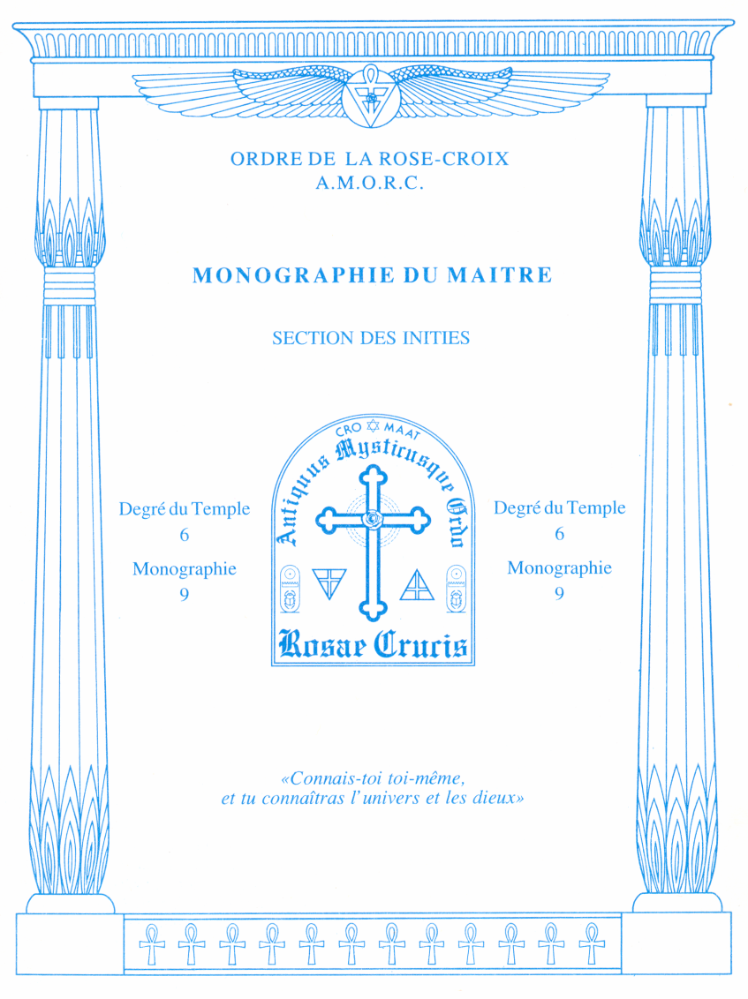 ORDRE DE LA ROSE-CROIX
A.M.O.R.C.
MONOGRAPHIE DU MAITRE
SECTION DES INITIES
CRO MAAT
Antiquus Mysticusque Ordo
Degré du Temple
6
Monographie
9
Degré du Temple
6
Monographie
9
Rosae Crucis
«Connais-toi toi-même,
et tu connaîtras l'univers et les dieux»